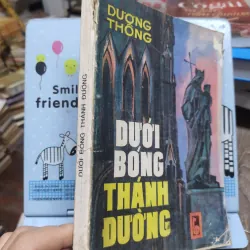 DƯƠNG
THÔNG
DƯỚI
BÓNG
THÁNH
ĐƯỜNG
DƯỚI BÓNG THÁNH ĐƯỜNG
Smil
friend